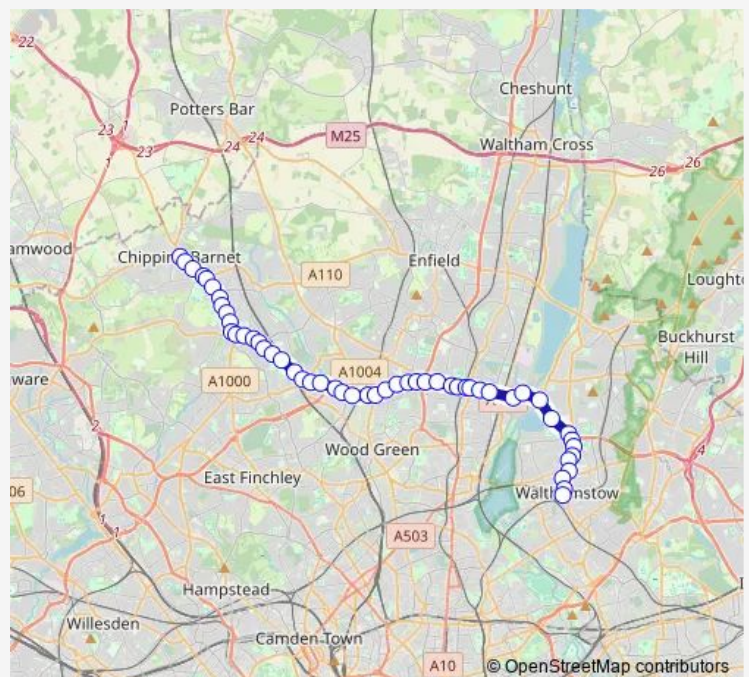 22
Potters Bar
Cheshunt
23
1
23
24
24
M25
Waltham Cross
26
26
1
amwood
Chipping Barnet
Enfield
A110
Lought
Buckhurst
Hill
A1004
A1000
ware
2
Wood Green
4
East Finchley
06
Walthamstow
1
A503
Hampstead
Willesden
Camden Town
A10
© OpenStreetMap contributors